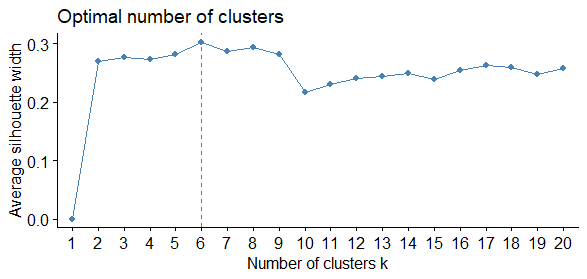 Optimal number of clusters
Average silhouette width
0.3
0.2
0.1
0.0
1 2 3 4 5 6 7 8 9 10 11 12 13 14 15 16 17 18 19 20
Number of clusters k